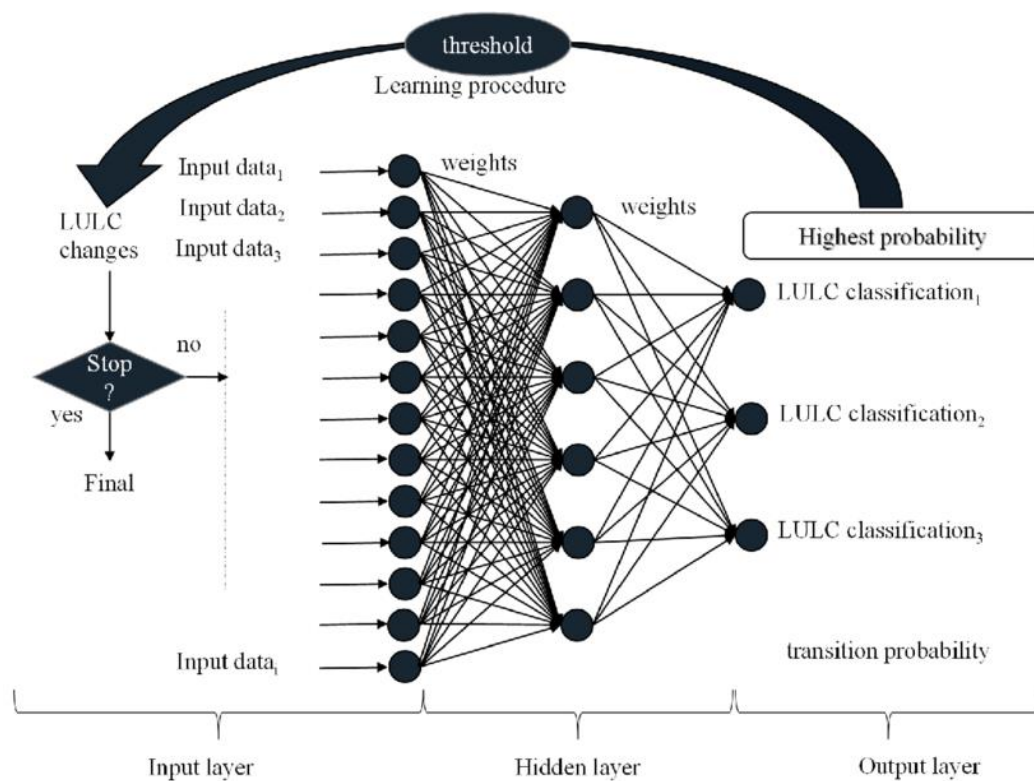 threshold
Learning procedure
Input data₁
weights
Input data₂
weights
LULC
changes
Input data₃
Highest probability
LULC classification₁
no
Stop
?
yes
LULC classification₂
Final
LULC classification₃
Input dataᵢ
transition probability
Input layer
Hidden layer
Output layer